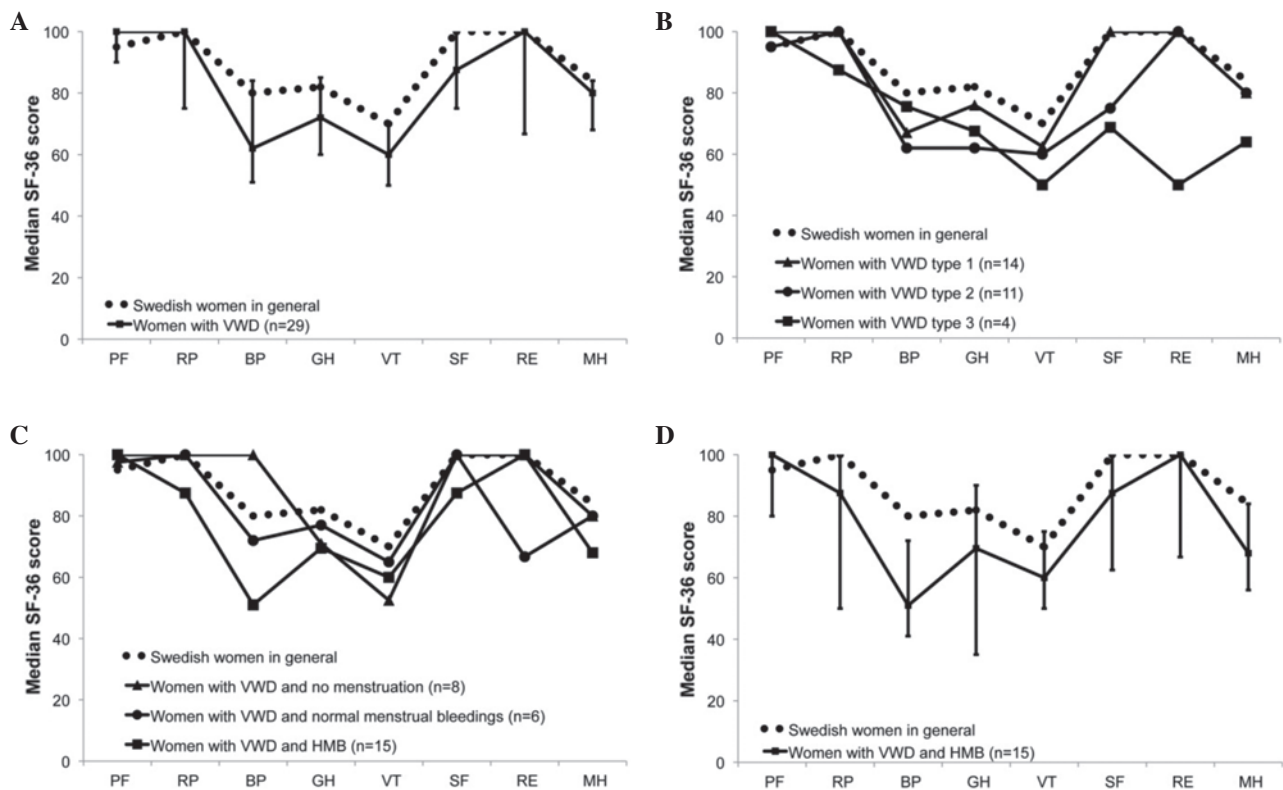 A
Median SF-36 score
100
80
60
40
20
0
Swedish women in general
Women with VWD (n=29)
PF RP BP GH VT SF RE MH
B
Median SF-36 score
100
80
60
40
20
0
Swedish women in general
Women with VWD type 1 (n=14)
Women with VWD type 2 (n=11)
Women with VWD type 3 (n=4)
PF RP BP GH VT SF RE MH
C
Median SF-36 score
100
80
60
40
20
0
Swedish women in general
Women with VWD and no menstruation (n=8)
Women with VWD and normal menstrual bleedings (n=6)
Women with VWD and HMB (n=15)
PF RP BP GH VT SF RE MH
D
Median SF-36 score
100
80
60
40
20
0
Swedish women in general
Women with VWD and HMB (n=15)
PF RP BP GH VT SF RE MH